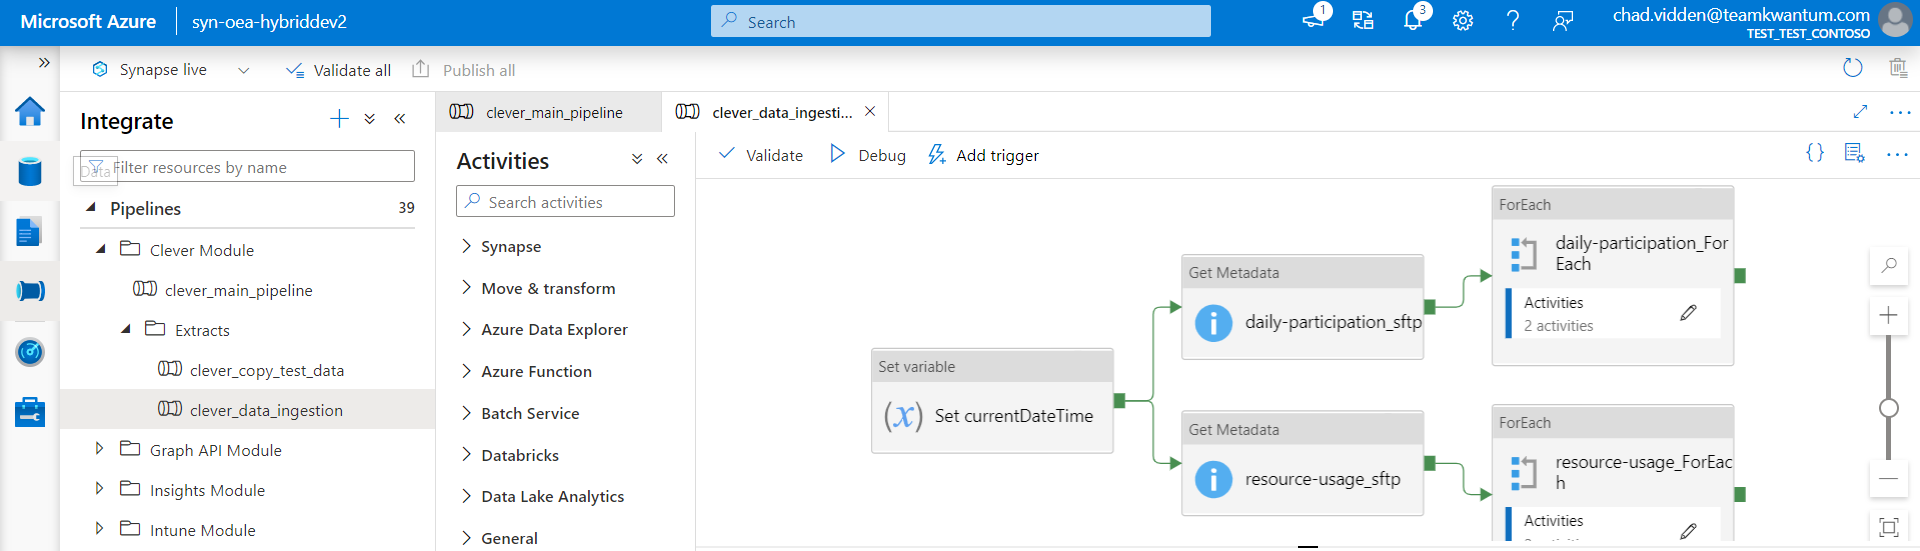 Microsoft Azure
syn-oea-hybriddev2
Search
1
3
chad.vidden@teamkwantum.com
TEST_TEST_CONTOSO
Synapse live
Validate all
Publish all
Integrate
Filter resources by name
Data
Pipelines
39
Clever Module
clever_main_pipeline
Extracts
clever_copy_test_data
clever_data_ingestion
Graph API Module
Insights Module
Intune Module
clever_main_pipeline
clever_data_ingesti...
Activities
Search activities
Synapse
Move & transform
Azure Data Explorer
Azure Function
Batch Service
Databricks
Data Lake Analytics
General
Validate
Debug
Add trigger
Set variable
(x) Set currentDateTime
Get Metadata
daily-participation_sftp
Get Metadata
resource-usage_sftp
ForEach
daily-participation_For
Each
Activities
2 activities
ForEach
resource-usage_ForEac
h
Activities